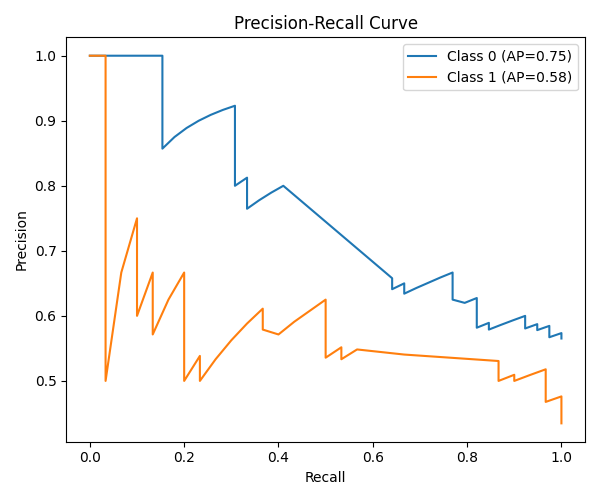 Precision-Recall Curve
Class 0 (AP=0.75)
Class 1 (AP=0.58)
Precision
1.0
0.9
0.8
0.7
0.6
0.5
0.0 0.2 0.4 0.6 0.8 1.0
Recall